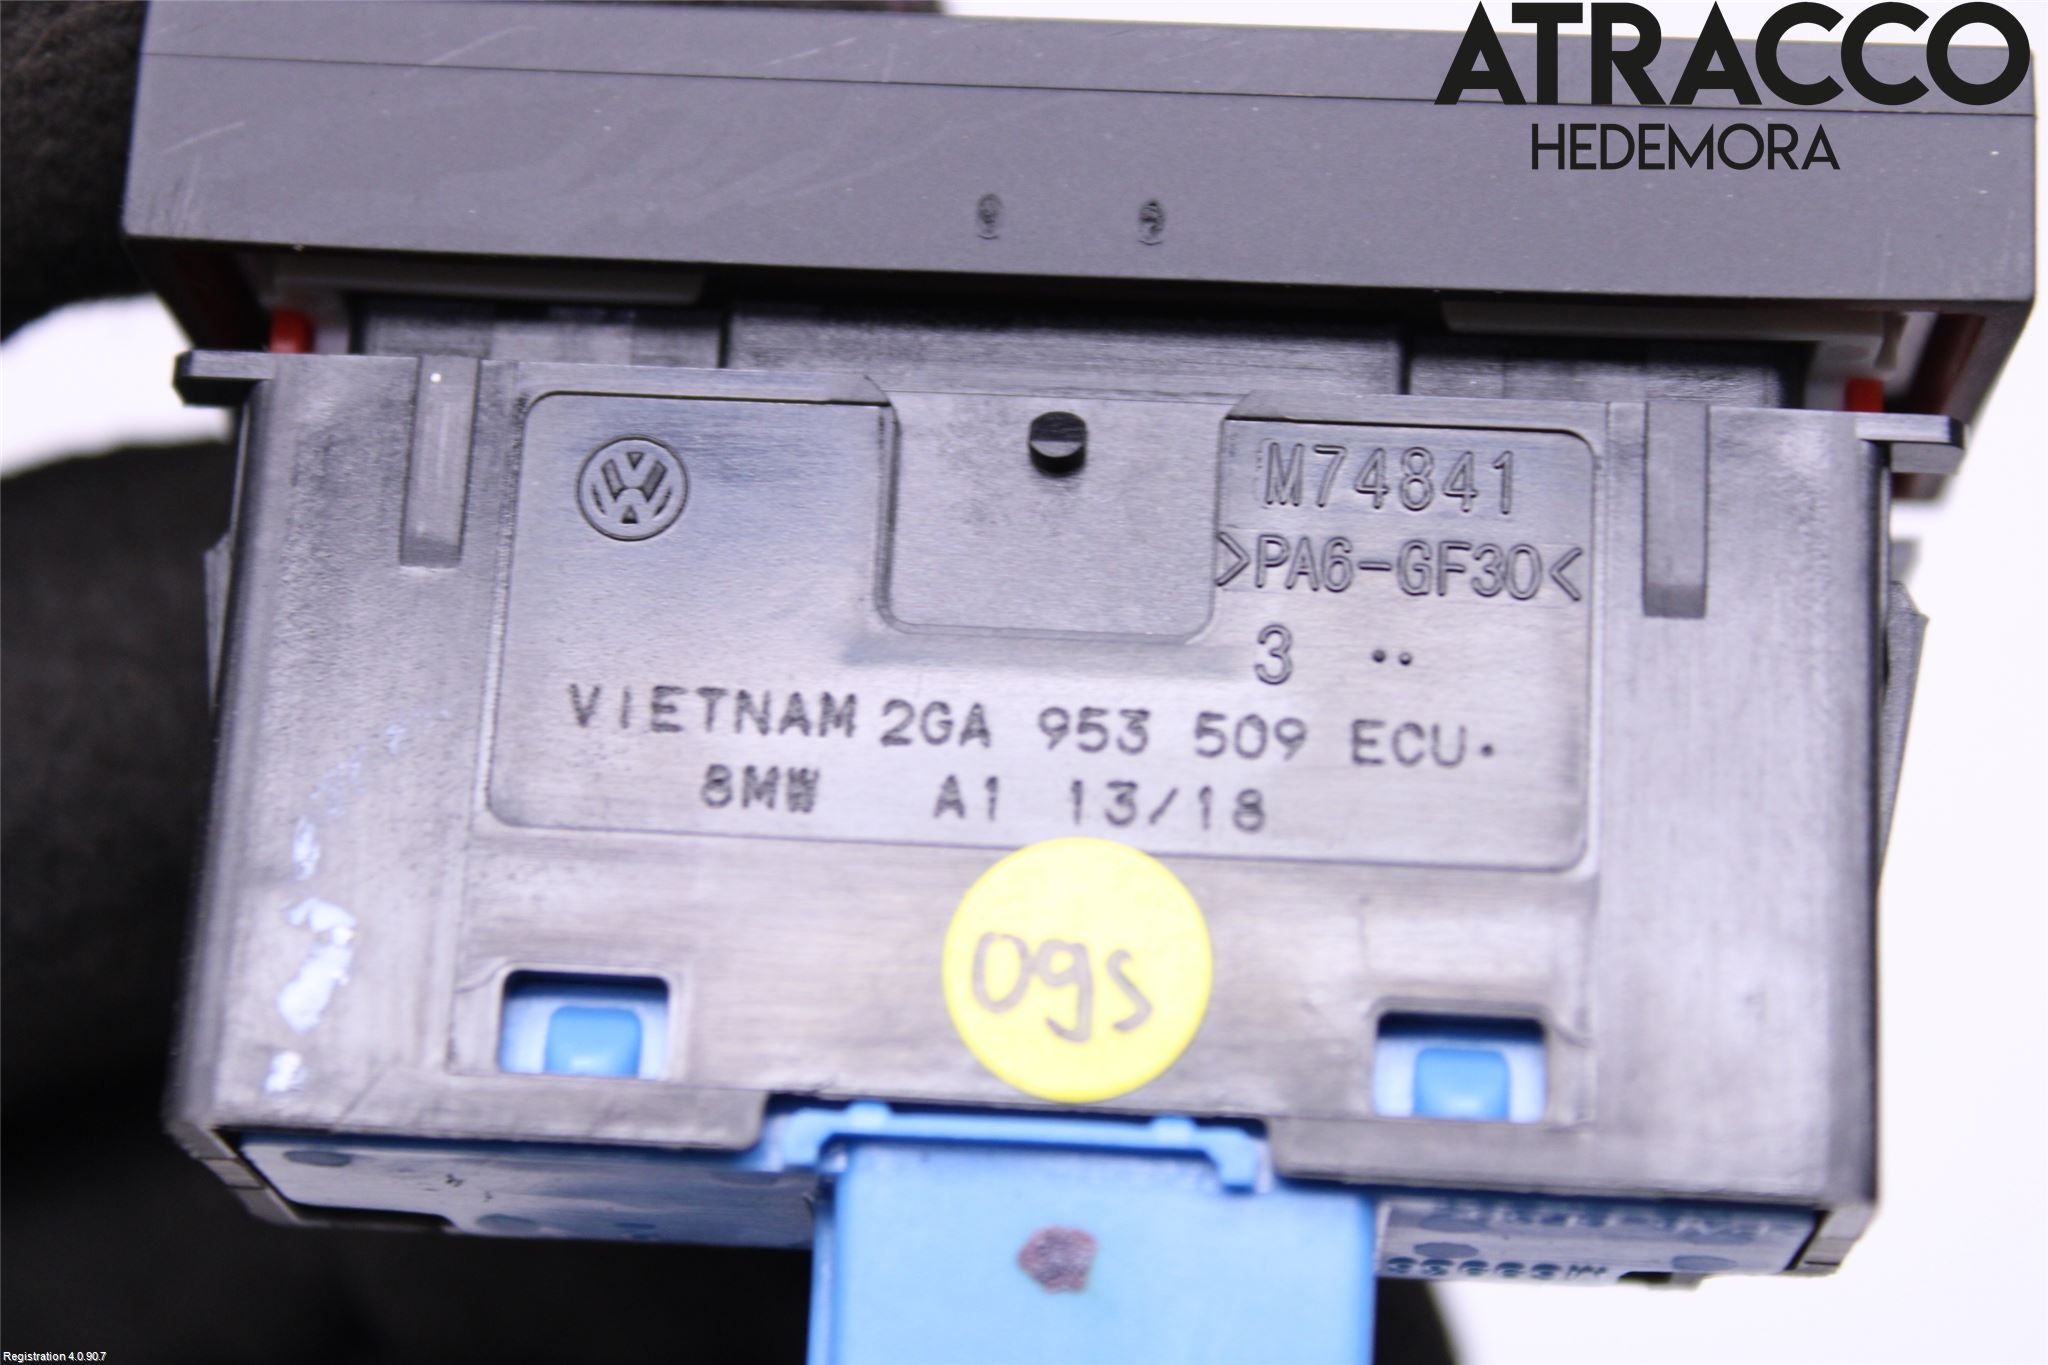 ATRACCO
HEDEMORA
M74841
>PA6-GF30<
3 ..
VIETNAM 2GA 953 509 ECU.
8MW A1 13/18
09S
Registration 4.0.90.7